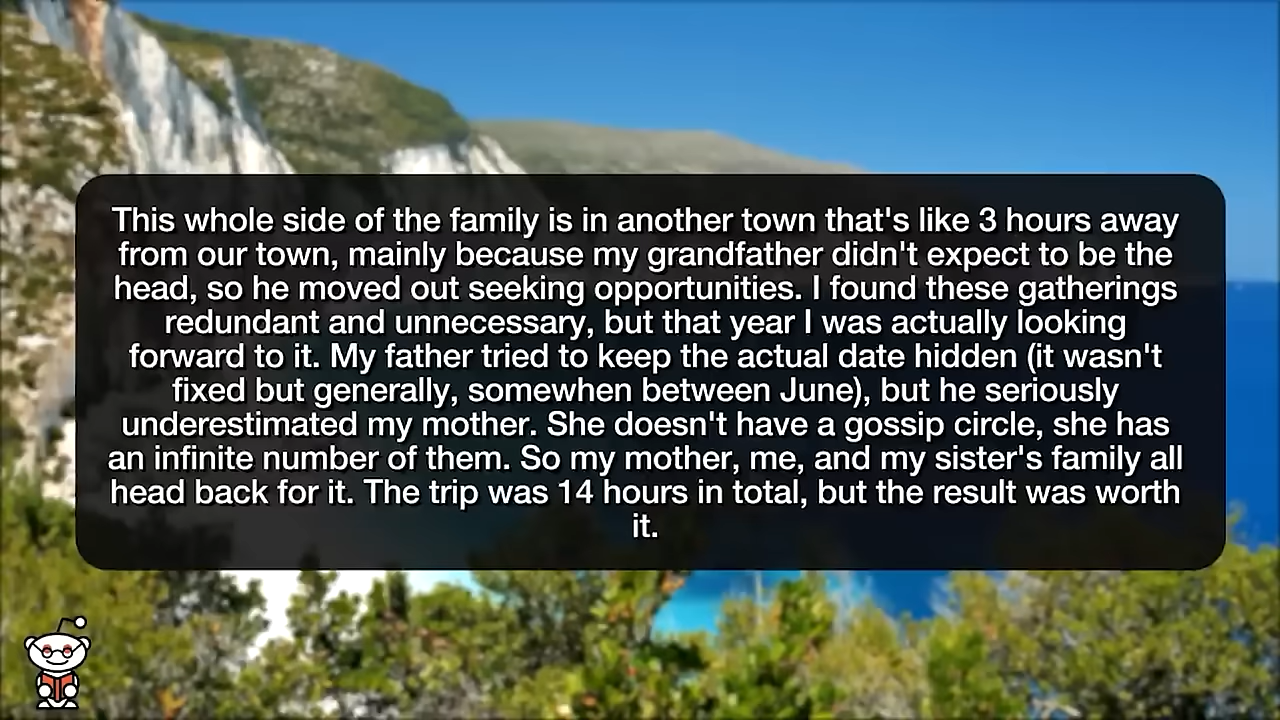 This whole side of the family is in another town that's like 3 hours away
from our town, mainly because my grandfather didn't expect to be the
head, so he moved out seeking opportunities. I found these gatherings
redundant and unnecessary, but that year I was actually looking
forward to it. My father tried to keep the actual date hidden (it wasn't
fixed but generally, somewhen between June), but he seriously
underestimated my mother. She doesn't have a gossip circle, she has
an infinite number of them. So my mother, me, and my sister's family all
head back for it. The trip was 14 hours in total, but the result was worth
it.